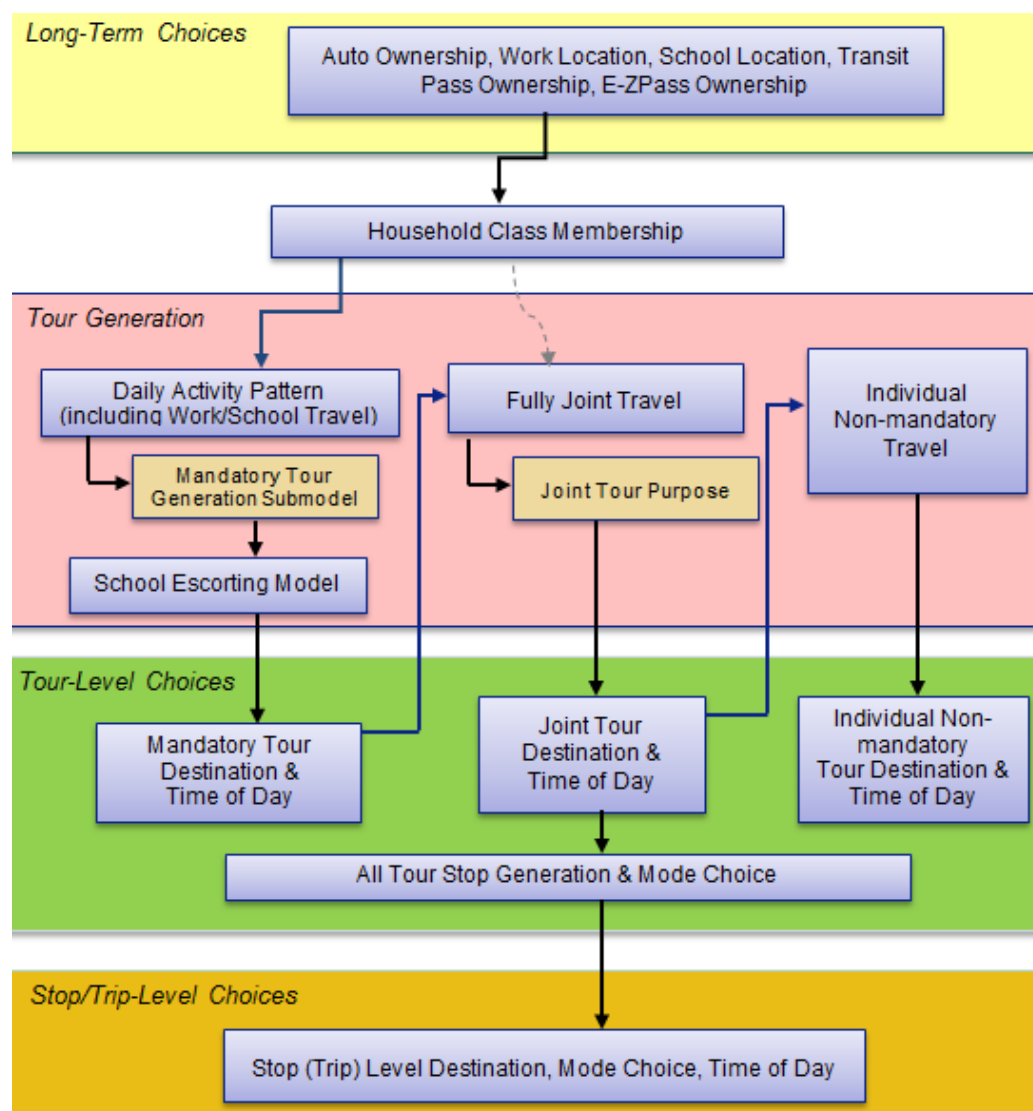 Long-Term Choices
Auto Ownership, Work Location, School Location, Transit
Pass Ownership, E-ZPass Ownership
Household Class Membership
Tour Generation
Daily Activity Pattern
(including Work/School Travel)
Mandatory Tour
Generation Submodel
School Escorting Model
Fully Joint Travel
Joint Tour Purpose
Individual
Non-mandatory
Travel
Tour-Level Choices
Mandatory Tour
Destination &
Time of Day
Joint Tour
Destination &
Time of Day
Individual Non-
mandatory
Tour Destination &
Time of Day
All Tour Stop Generation & Mode Choice
Stop/Trip-Level Choices
Stop (Trip) Level Destination, Mode Choice, Time of Day